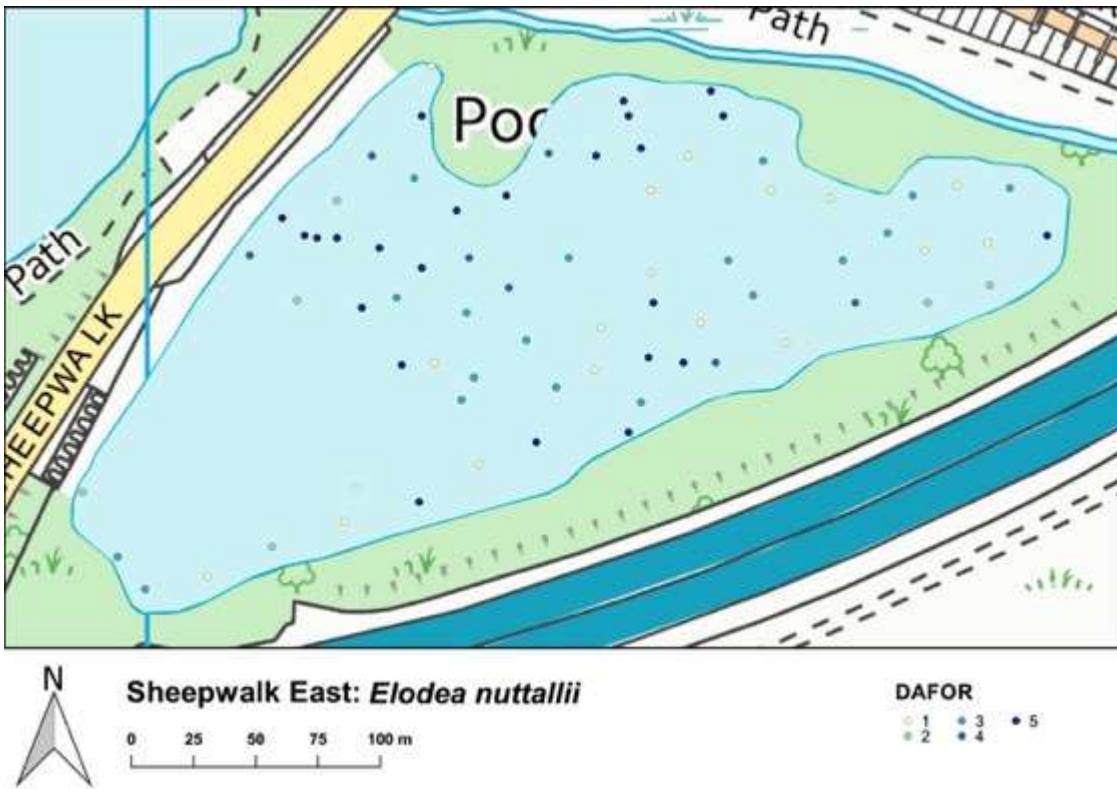 Path
Poo
Path
HEEPWALK
N
Sheepwalk East: Elodea nuttallii
0 25 50 75 100 m
DAFOR
1 3 5
2 4